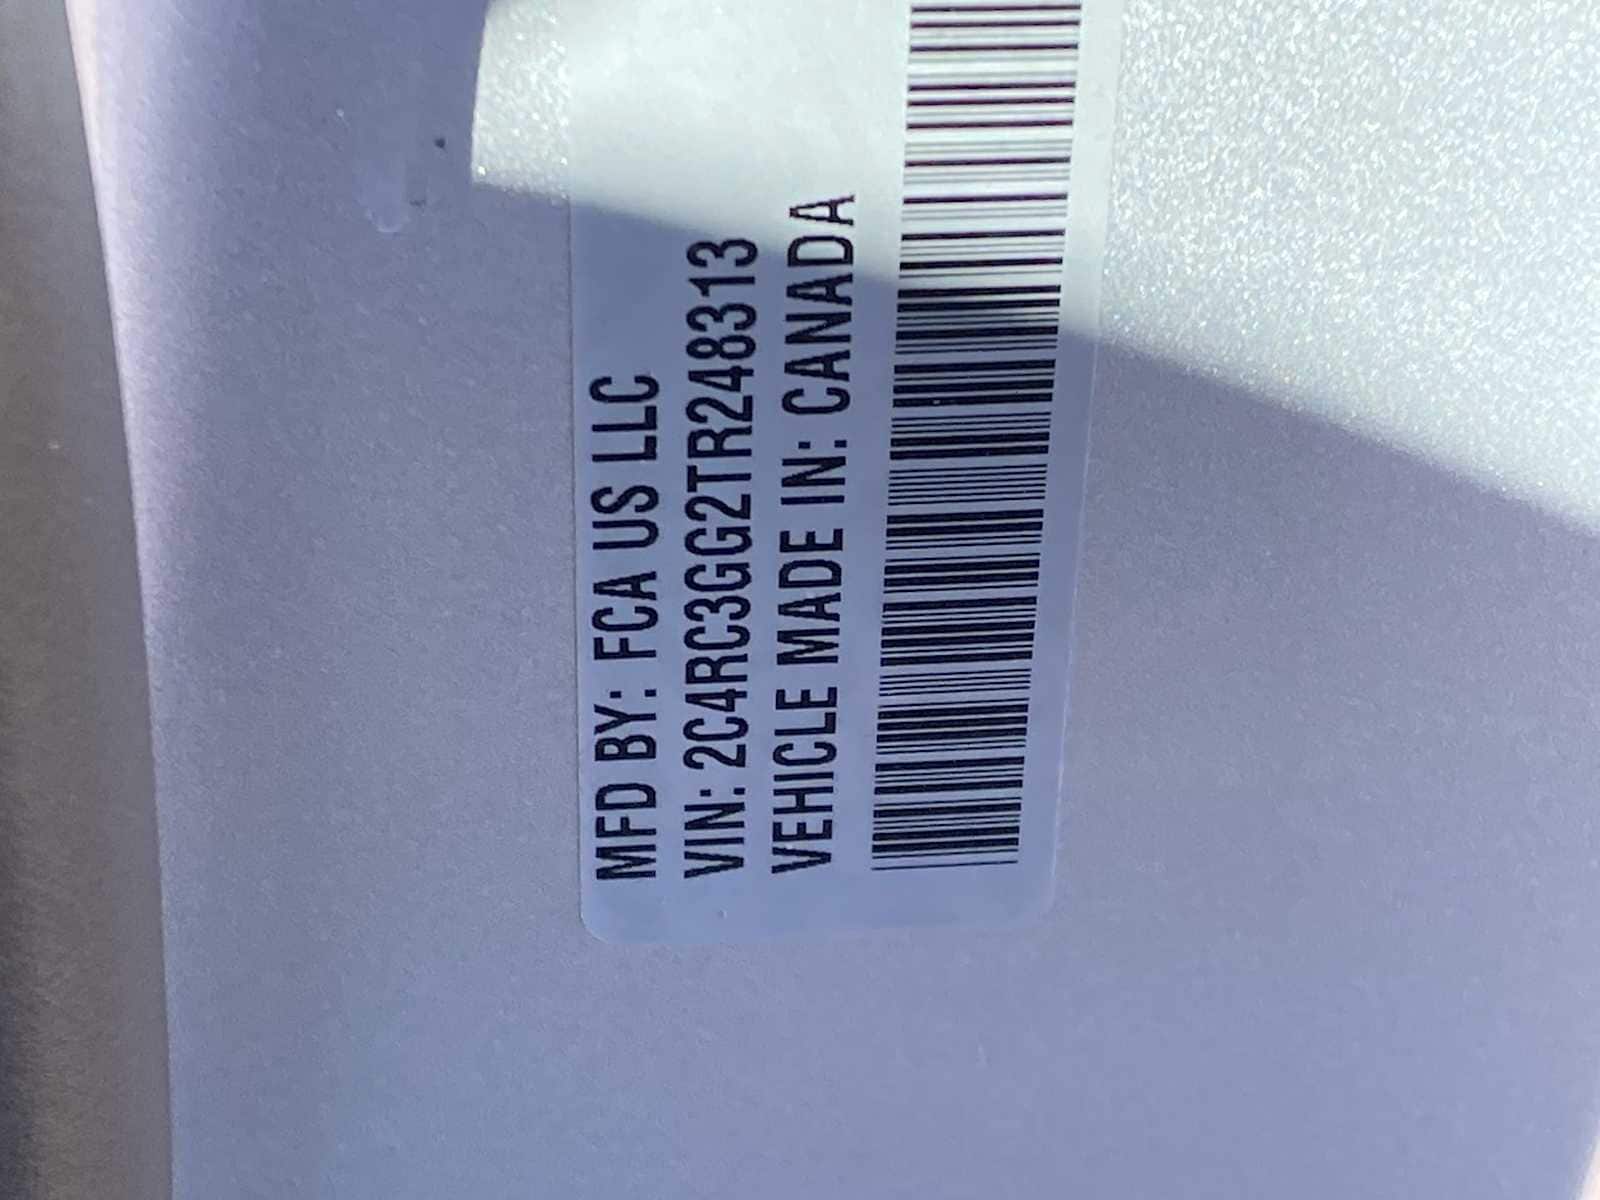 MFD BY: FCA US LLC
VIN: 2C4RC3GG2TR248313
VEHICLE MADE IN: CANADA